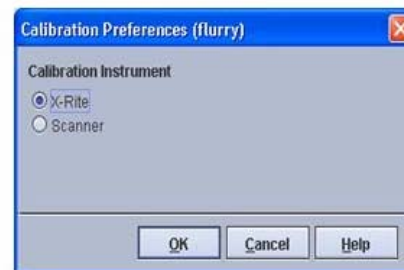 Calibration Preferences (flurry)
Calibration Instrument
X-Rite
Scanner
OK Cancel Help